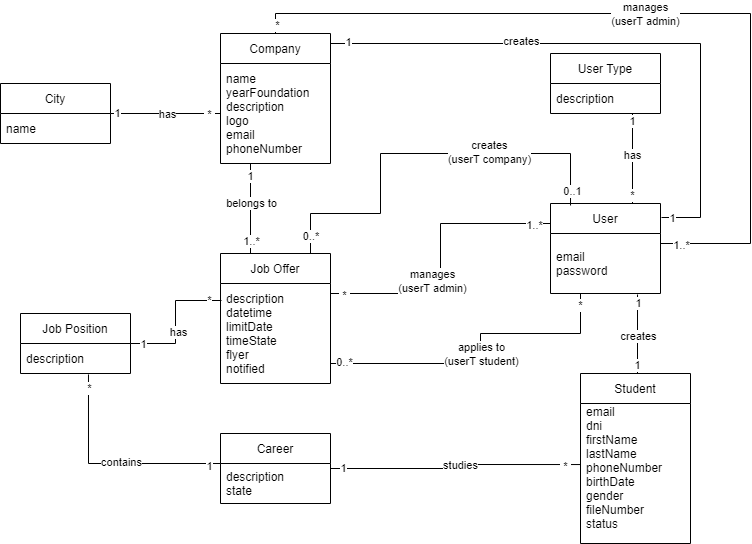 manages
(userT admin)
*
Company
1
creates
name
yearFoundation
description
logo
email
phoneNumber
User Type
description
City
name
1
has
*
1
has
*
1
belongs to
1..*
creates
(userT company)
0..1
0..*
User
email
password
1
1..*
1..*
manages
(userT admin)
*
Job Offer
description
datetime
limitDate
timeState
flyer
notified
*
has
1
Job Position
description
*
applies to
(userT student)
0..*
1
creates
1
Student
email
dni
firstName
lastName
phoneNumber
birthDate
gender
fileNumber
status
*
contains
1
Career
description
state
1
studies
*